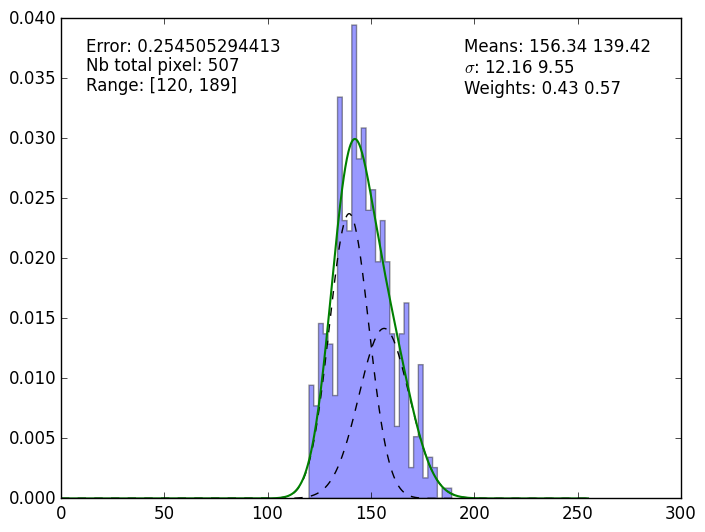 0.040
Error: 0.254505294413
Nb total pixel: 507
Range: [120, 189]
Means: 156.34 139.42
σ: 12.16 9.55
Weights: 0.43 0.57
0.035
0.030
0.025
0.020
0.015
0.010
0.005
0.000
0 50 100 150 200 250 300